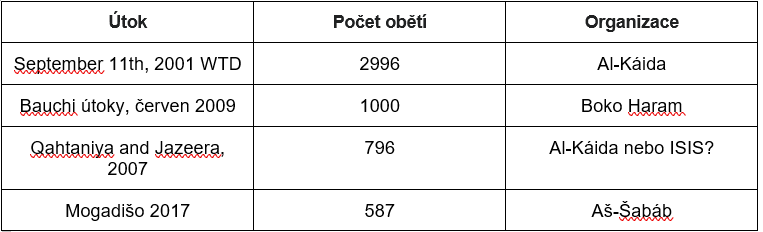 Útok Počet obětí Organizace
September 11th, 2001 WTD 2996 Al-Káida
Bauchi útoky, červen 2009 1000 Boko Haram
Qahtaniya and Jazeera, 796 Al-Káida nebo ISIS?
2007
Mogadišo 2017 587 Aš-Šabáb